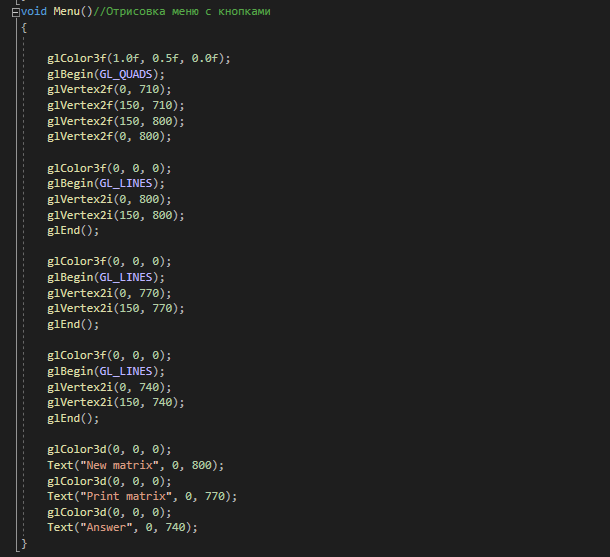 void Menu()//Отрисовка меню с кнопками
{
glColor3f(1.0f, 0.5f, 0.0f);
glBegin(GL_QUADS);
glVertex2f(0, 710);
glVertex2f(150, 710);
glVertex2f(150, 800);
glVertex2f(0, 800);
glColor3f(0, 0, 0);
glBegin(GL_LINES);
glVertex2i(0, 800);
glVertex2i(150, 800);
glEnd();
glColor3f(0, 0, 0);
glBegin(GL_LINES);
glVertex2i(0, 770);
glVertex2i(150, 770);
glEnd();
glColor3f(0, 0, 0);
glBegin(GL_LINES);
glVertex2i(0, 740);
glVertex2i(150, 740);
glEnd();
glColor3d(0, 0, 0);
Text("New matrix", 0, 800);
glColor3d(0, 0, 0);
Text("Print matrix", 0, 770);
glColor3d(0, 0, 0);
Text("Answer", 0, 740);
}